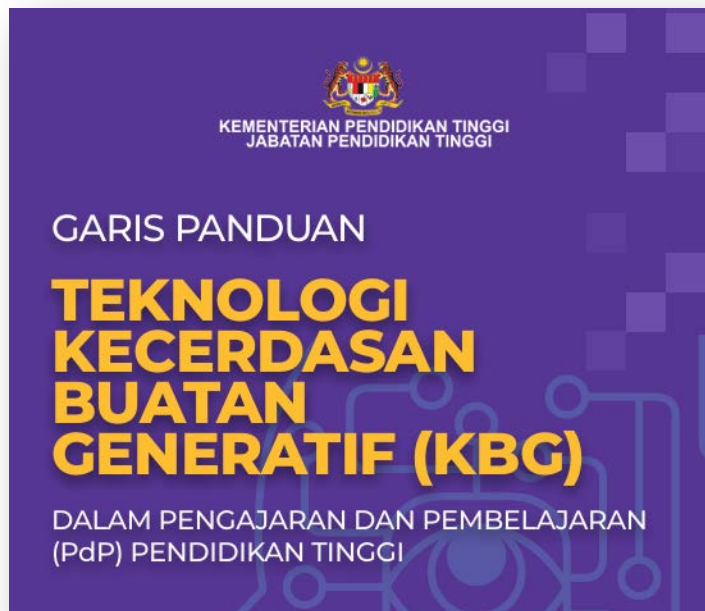 KEMENTERIAN PENDIDIKAN TINGGI
JABATAN PENDIDIKAN TINGGI
GARIS PANDUAN
TEKNOLOGI
KECERDASAN
BUATAN
GENERATIF (KBG)
DALAM PENGAJARAN DAN PEMBELAJARAN
(PdP) PENDIDIKAN TINGGI